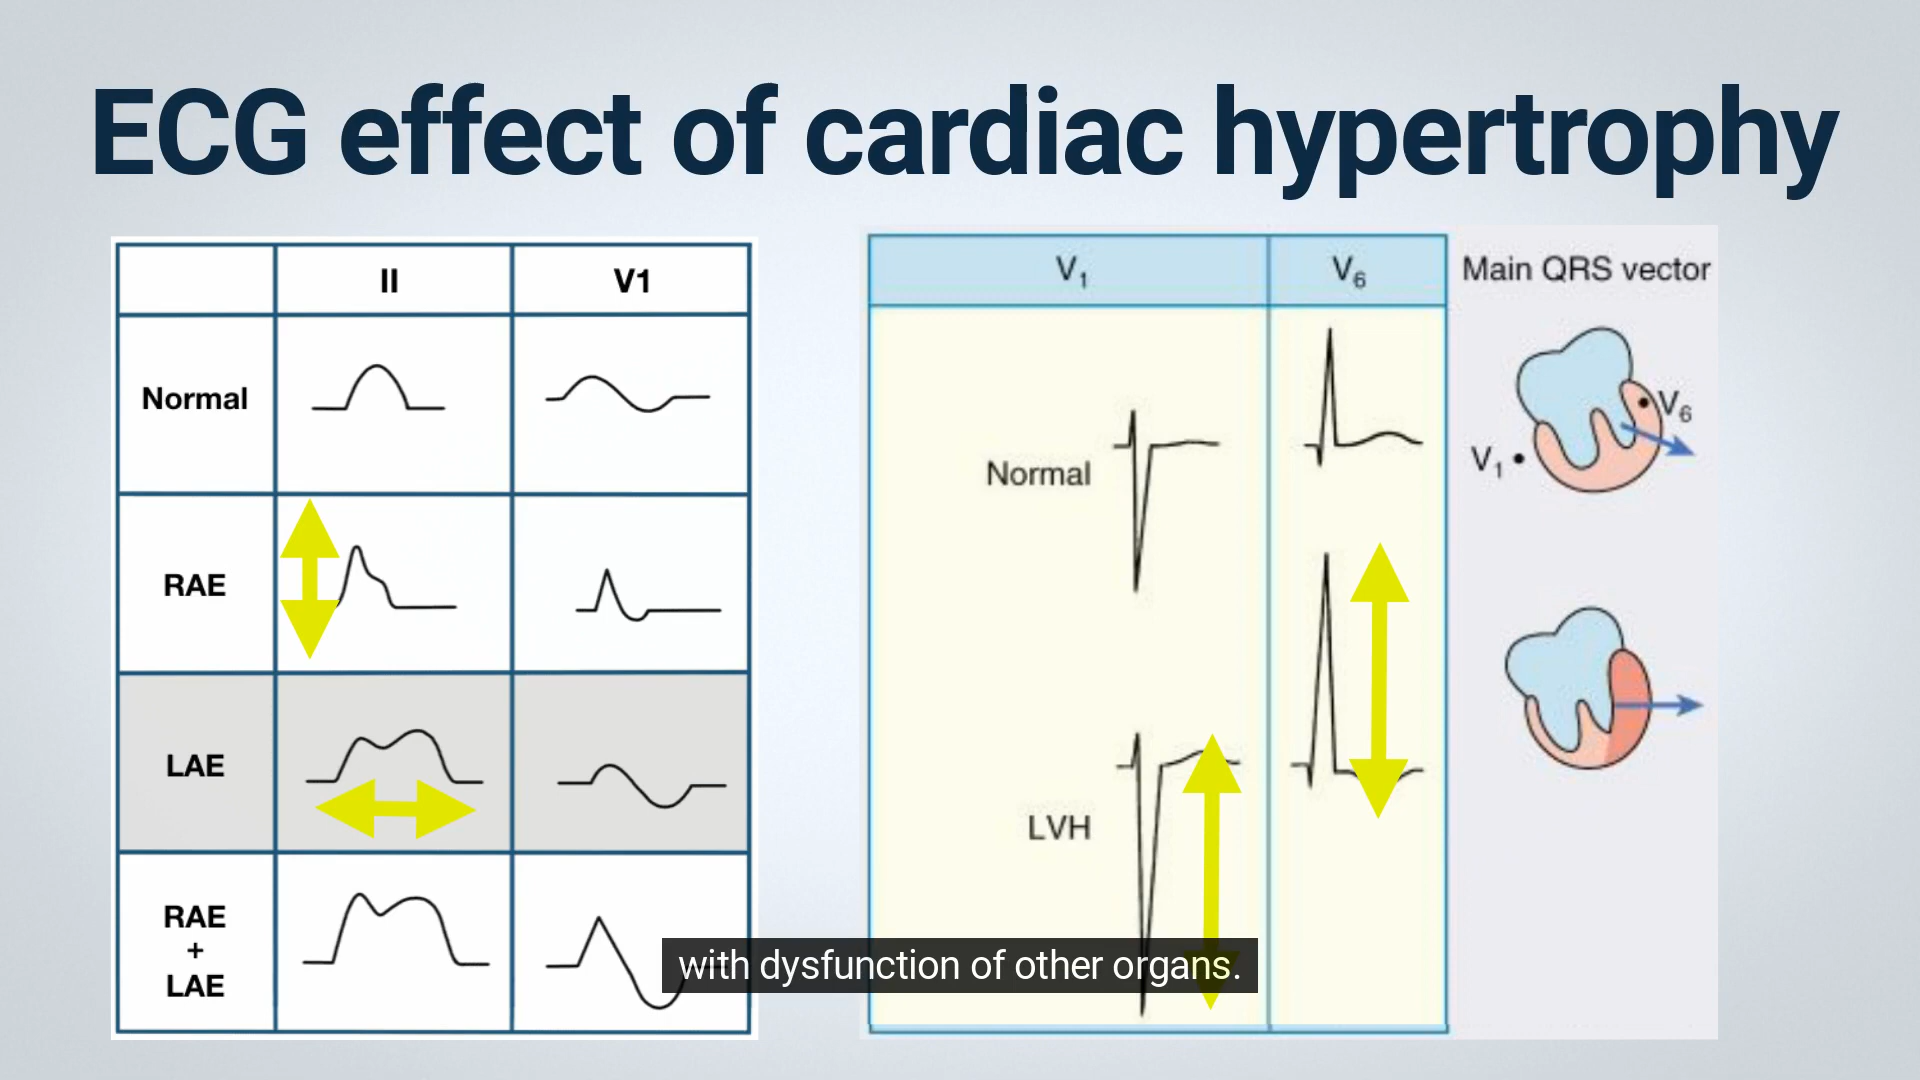 ECG effect of cardiac hypertrophy
II
V1
Normal
RAE
LAE
RAE
+
LAE
V₁
V₆
Main QRS vector
Normal
LVH
V₁
V₆
with dysfunction of other organs.